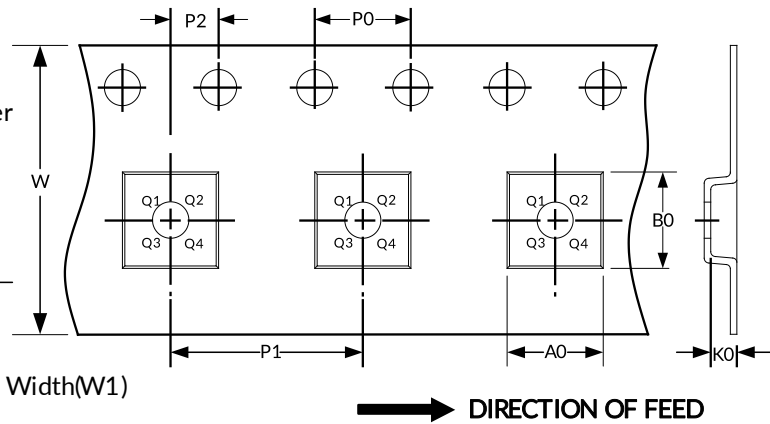 P2
P0
er
W
Q1 Q2
Q3 Q4
Q1 Q2
Q3 Q4
Q1 Q2
Q3 Q4
B0
P1
A0
K0
Width(W1)
DIRECTION OF FEED